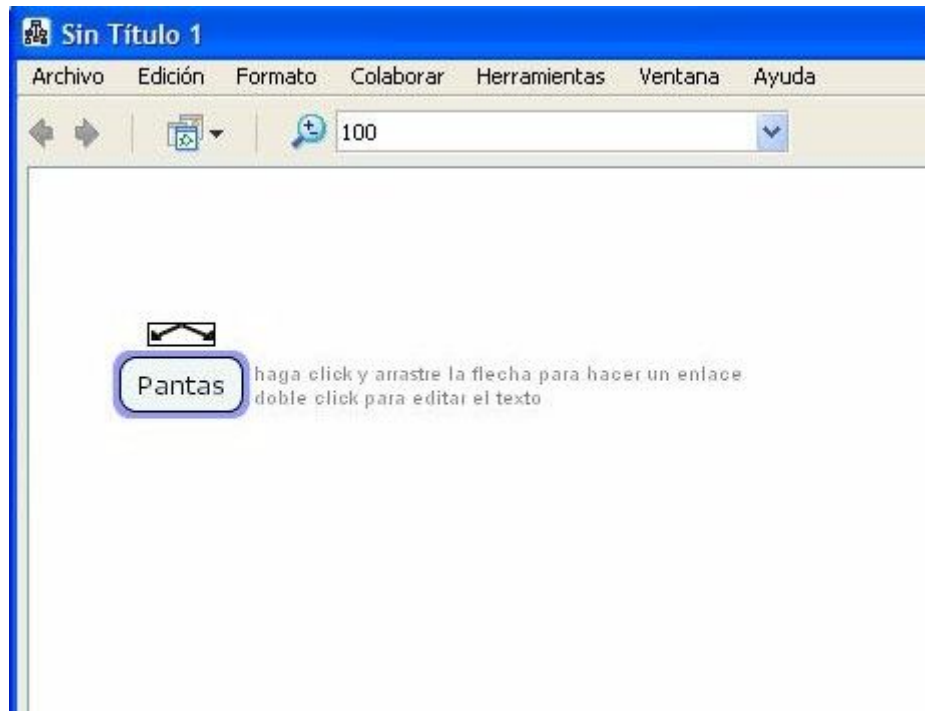 Sin Título 1
Archivo Edición Formato Colaborar Herramientas Ventana Ayuda
100
Pantas
haga click y arrastre la flecha para hacer un enlace
doble click para editar el texto